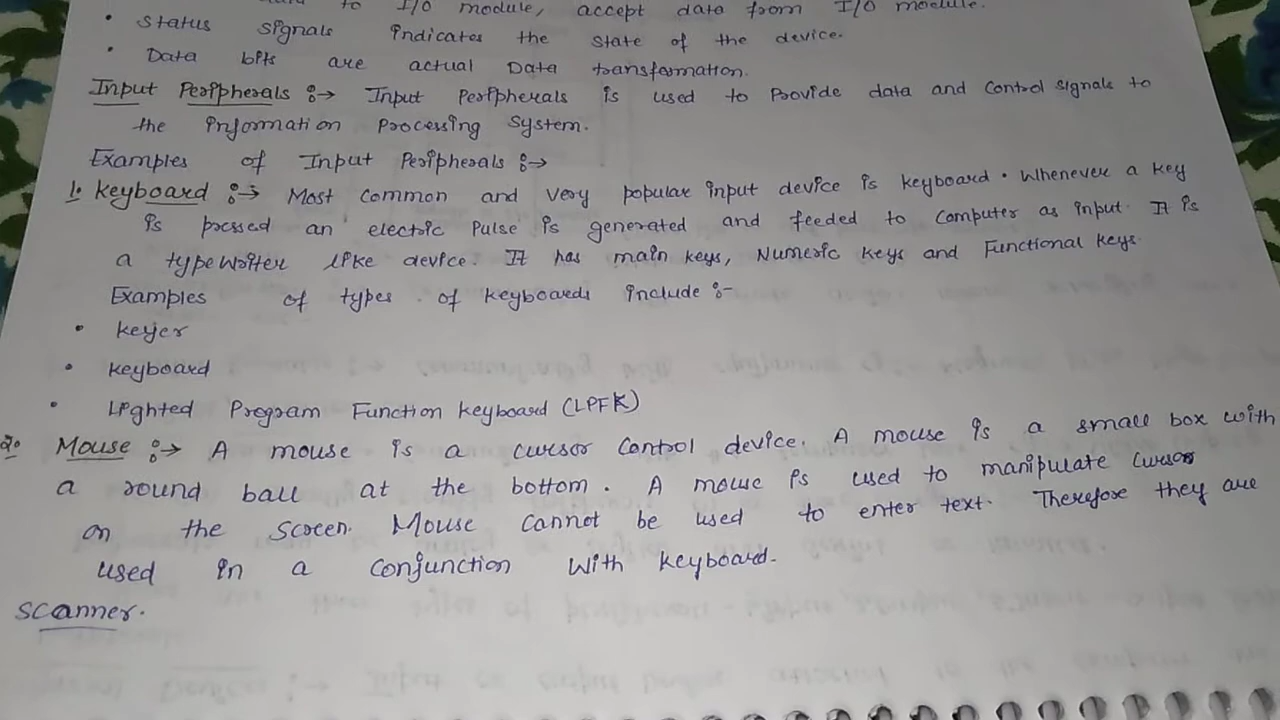 to I/O module, accept data from I/O module.
• Status signals indicates the state of the device.
• Data bits are actual Data transformation.
Input Peripherals :→ Input Peripherals is used to Provide data and Control signals to
the information Processing System.
Examples of Input Peripherals :→
1. keyboard :→ Most Common and very popular input device is keyboard. Whenever a key
is pressed an electric Pulse is generated and feeded to Computer as input. It is
a typewriter like device. It has main keys, Numeric keys and Functional keys.
Examples of types of keyboards include :-
• keyer
• keyboard
• Lighted Program Function keyboard (LPFK)
2. Mouse :→ A mouse is a cursor Control device. A mouse is a small box with
a round ball at the bottom. A mouse is used to manipulate Cursor
on the Screen. Mouse Cannot be used to enter text. Therefore they are
used in a Conjunction With keyboard.
Scanner.